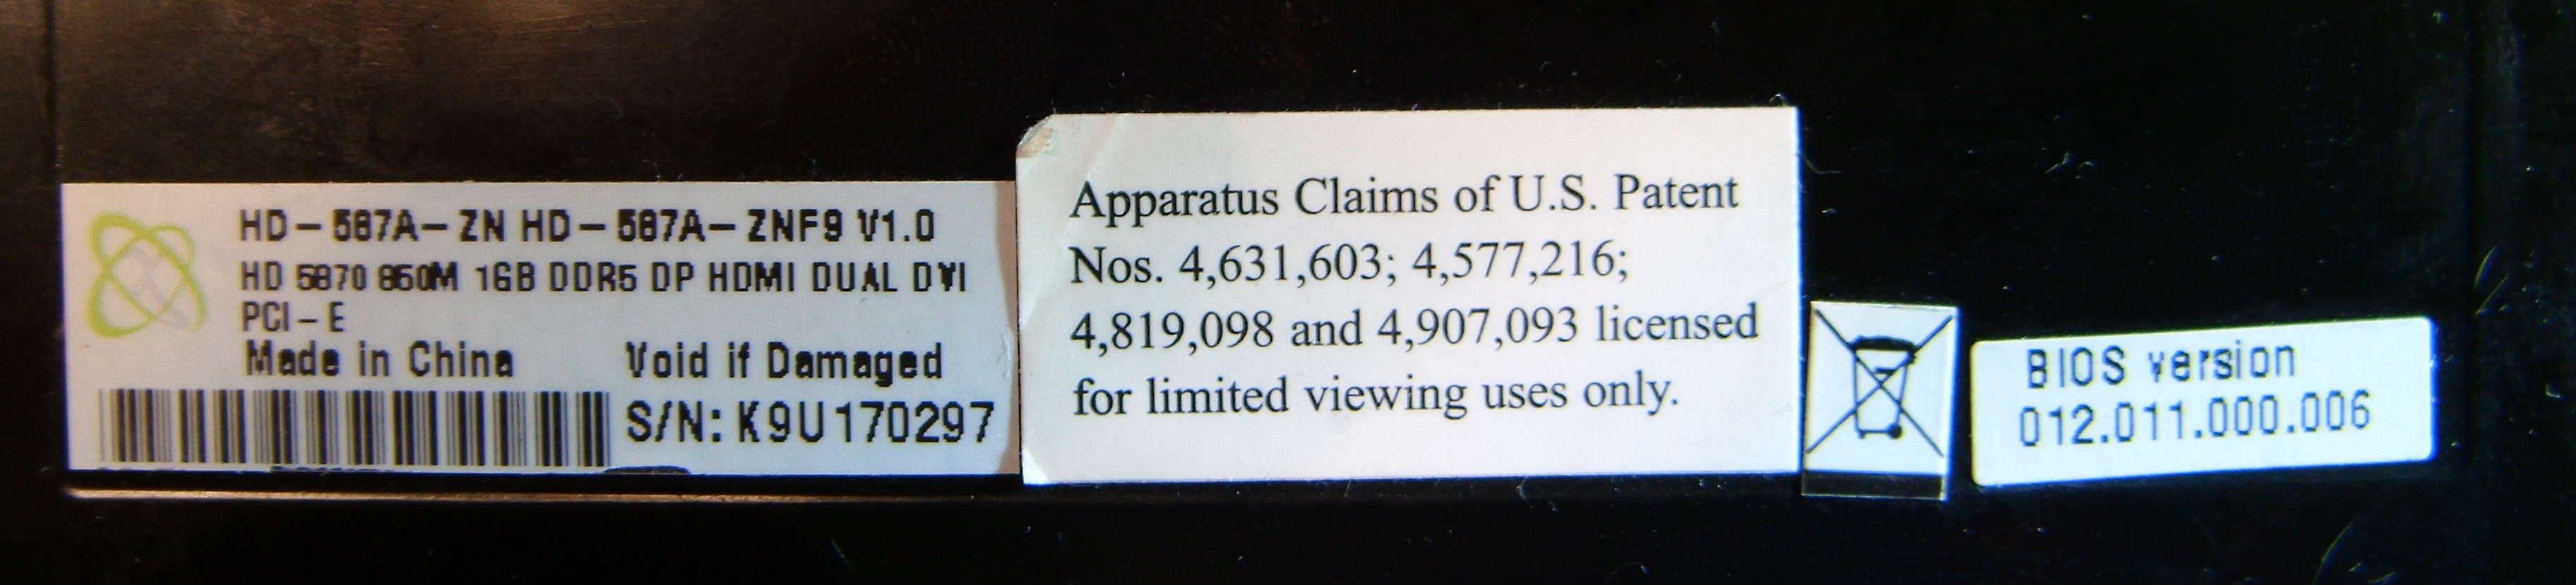 HD-587A-ZN HD-587A-ZNF9 V1.0
HD 5870 850M 1GB DDR5 DP HDMI DUAL DVI
PCI-E
Made in China Void if Damaged
S/N: K9U170297
Apparatus Claims of U.S. Patent
Nos. 4,631,603; 4,577,216;
4,819,098 and 4,907,093 licensed
for limited viewing uses only.
BIOS version
012.011.000.006